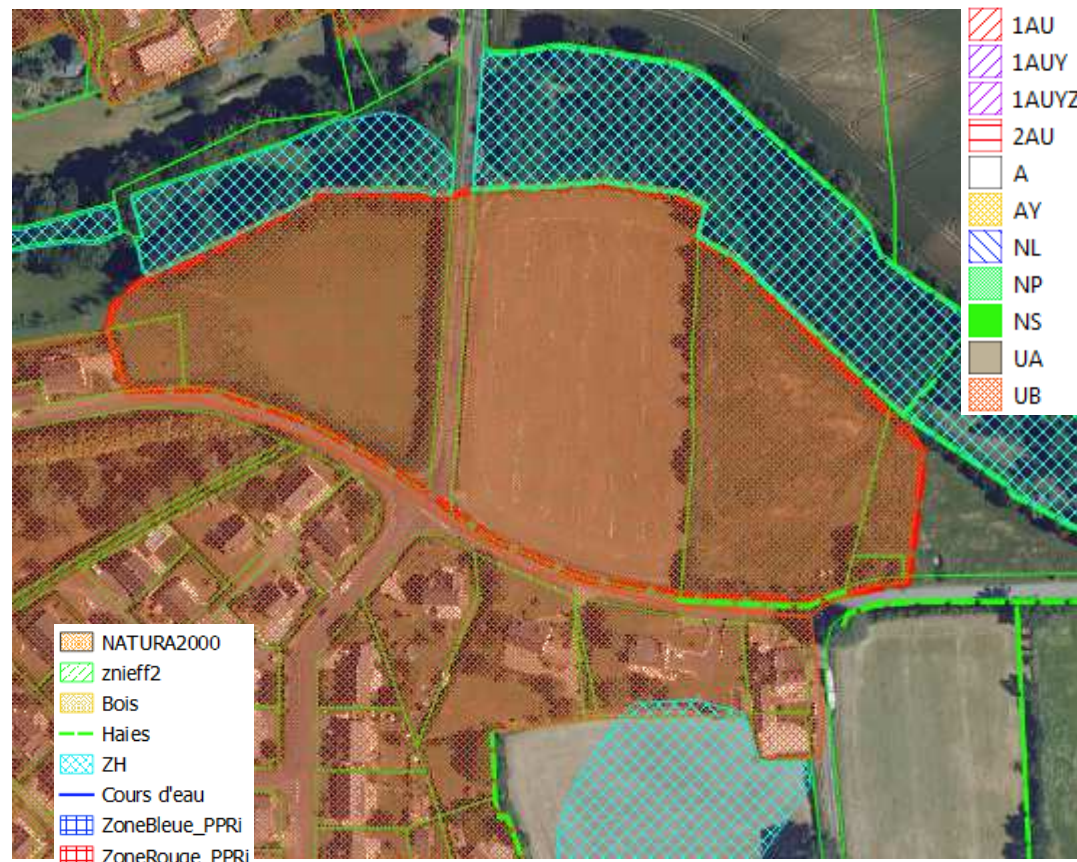 1AU
1AUY
1AUYZ
2AU
A
AY
NL
NP
NS
UA
UB
NATURA2000
znieff2
Bois
Haies
ZH
Cours d'eau
ZoneBleue_PPRi
ZoneRouge_PPRi